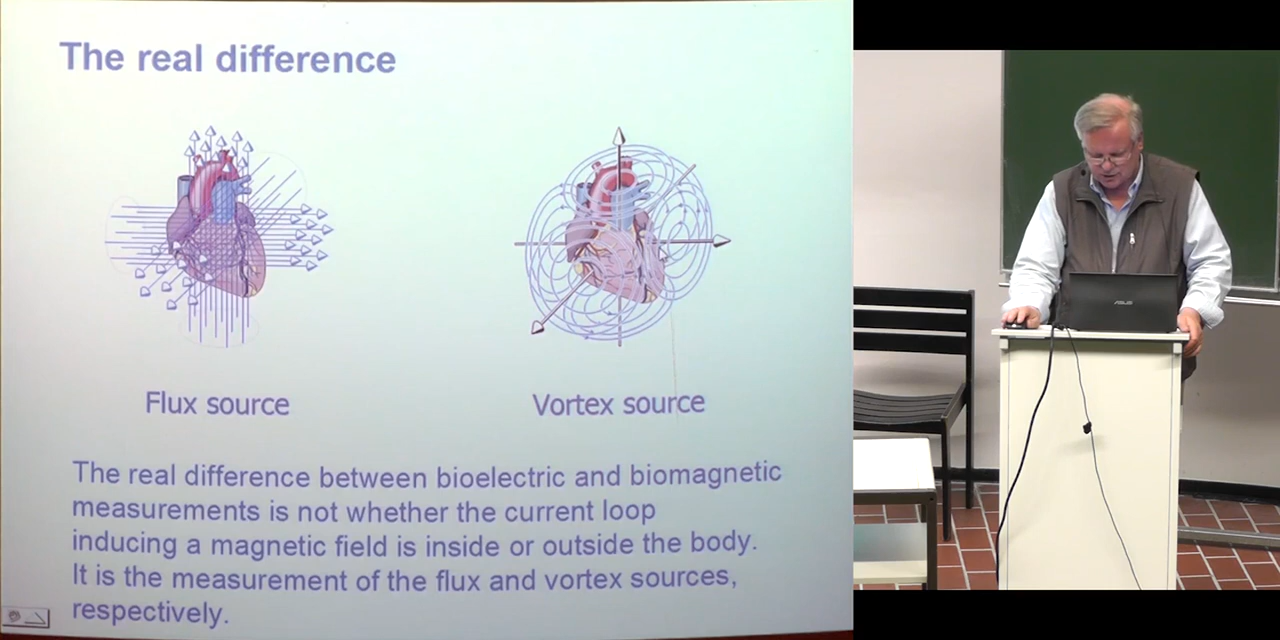 The real difference
Flux source
Vortex source
The real difference between bioelectric and biomagnetic
measurements is not whether the current loop
inducing a magnetic field is inside or outside the body.
It is the measurement of the flux and vortex sources,
respectively.
ASUS